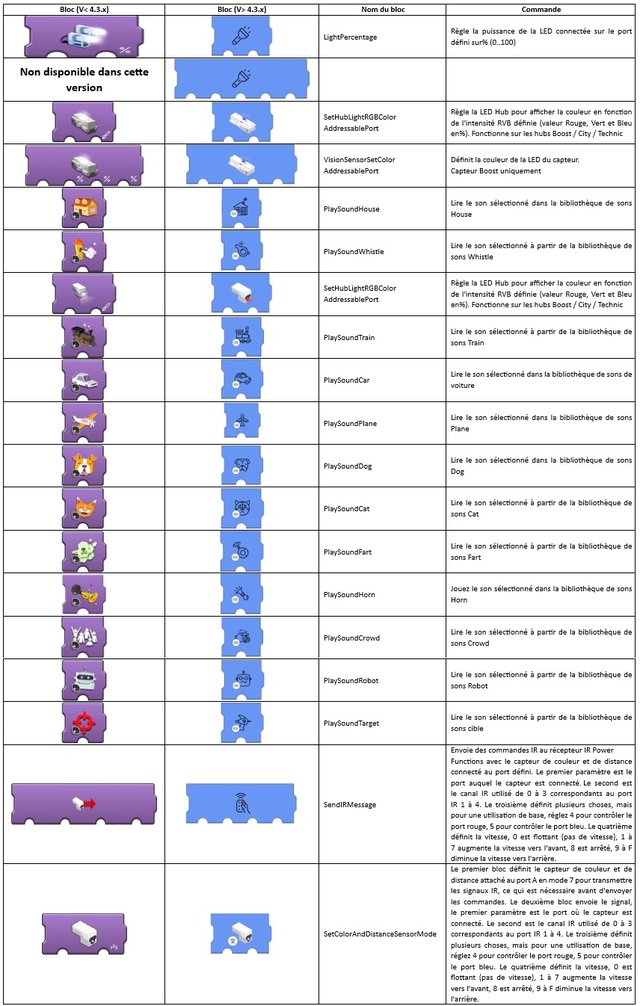 Bloc (V< 4.3.x)
Bloc (V> 4.3.x)
Nom du bloc
Commande
LightPercentage
Règle la puissance de la LED connectée sur le port
défini sur% (0..100)
Non disponible dans cette
version
SetHubLightRGBColor
AddressablePort
Règle la LED Hub pour afficher la couleur en fonction
de l'intensité RVB définie (valeur Rouge, Vert et Bleu
en%). Fonctionne sur les hubs Boost / City / Technic
VisionSensorSetColor
AddressablePort
Définit la couleur de la LED du capteur.
Capteur Boost uniquement
PlaySoundHouse
Lire le son sélectionné dans la bibliothèque de sons
House
PlaySoundWhistle
Lire le son sélectionné à partir de la bibliothèque de
sons Whistle
SetHubLightRGBColor
AddressablePort
Règle la LED Hub pour afficher la couleur en fonction
de l'intensité RVB définie (valeur Rouge, Vert et Bleu
en%). Fonctionne sur les hubs Boost / City / Technic
PlaySoundTrain
Lire le son sélectionné à partir de la bibliothèque de
sons Train
PlaySoundCar
Lire le son sélectionné dans la bibliothèque de sons de
voiture
PlaySoundPlane
Lire le son sélectionné dans la bibliothèque de sons
Plane
PlaySoundDog
Lire le son sélectionné dans la bibliothèque de sons
Dog
PlaySoundCat
Lire le son sélectionné à partir de la bibliothèque de
sons Cat
PlaySoundFart
Lire le son sélectionné à partir de la bibliothèque de
sons Fart
PlaySoundHorn
Jouez le son sélectionné dans la bibliothèque de sons
Horn
PlaySoundCrowd
Lire le son sélectionné à partir de la bibliothèque de
sons Crowd
PlaySoundRobot
Lire le son sélectionné à partir de la bibliothèque de
sons Robot
PlaySoundTarget
Lire le son sélectionné à partir de la bibliothèque de
sons cible
SendIRMessage
Envoie des commandes IR au récepteur IR Power
Functions avec le capteur de couleur et de distance
connecté au port défini. Le premier paramètre est le
port auquel le capteur est connecté. Le second est
le canal IR utilisé de 0 à 3 correspondants au port
IR 1 à 4. Le troisième définit plusieurs choses, mais
pour une utilisation de base, réglez 4 pour contrôler le
port rouge, 5 pour contrôler le port bleu. Le quatrième
définit la vitesse, 0 est flottant (pas de vitesse), 1 à
7 augmente la vitesse vers l'avant, 8 est arrêté, 9 à F
diminue la vitesse vers l'arrière.
SetColorAndDistanceSensorMode
Le premier bloc définit le capteur de couleur et de
distance attaché au port A en mode 7 pour transmettre
les signaux IR, ce qui est nécessaire avant d'envoyer
les commandes. Le deuxième bloc envoie le signal,
le premier paramètre est le port où le capteur est
connecté. Le second est le canal IR utilisé de 0 à 3
correspondants au port IR 1 à 4. Le troisième définit
plusieurs choses, mais pour une utilisation de base,
réglez 4 pour contrôler le port rouge, 5 pour contrôler
le port bleu. Le quatrième définit la vitesse, 0 est
flottant (pas de vitesse), 1 à 7 augmente la vitesse
vers l'avant, 8 est arrêté, 9 à F diminue la vitesse vers
l'arrière.